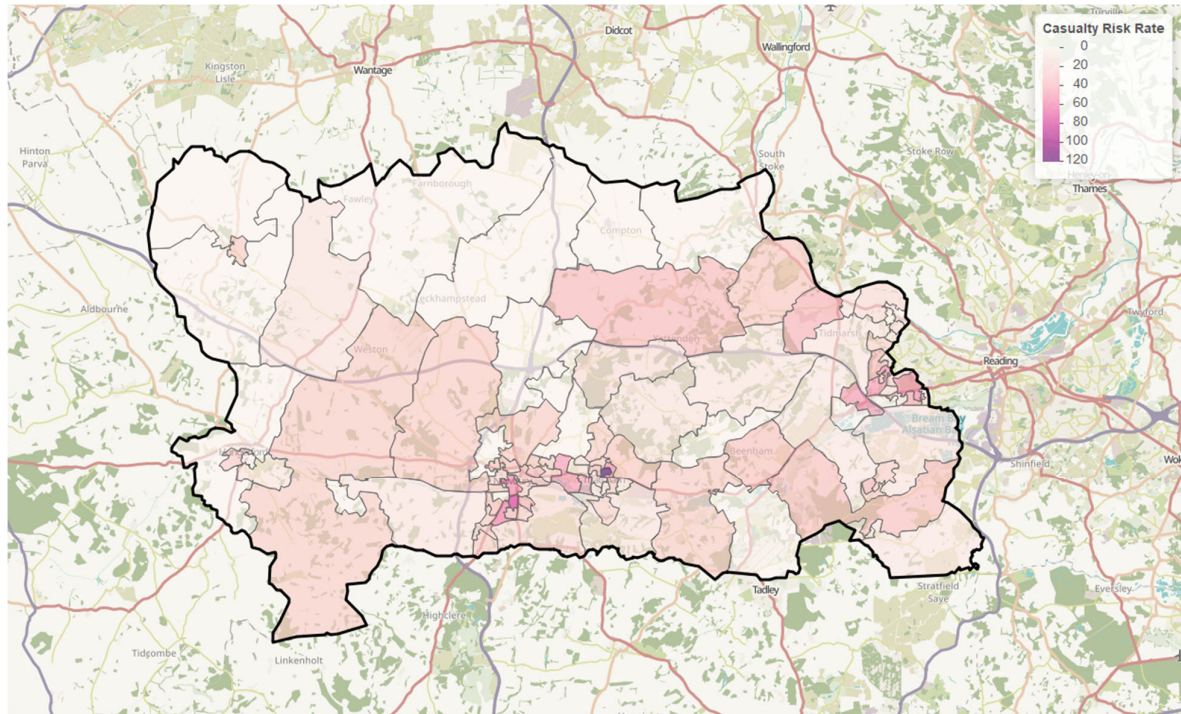 Didcot
Turville
Wallingford
Casualty Risk Rate
0
20
40
60
80
100
120
Kingston
Lisle
Wantage
Hinton
Parva
South
Stoke
Stoke Row
Thames
Farnborough
Fawley
Compton
Aldbourne
Tidmarsh
Twyford
Weston
Reading
Beenham
Shinfield
Tadley
Stratfield
Saye
Eversley
Highclere
Tidcombe
Linkenholt